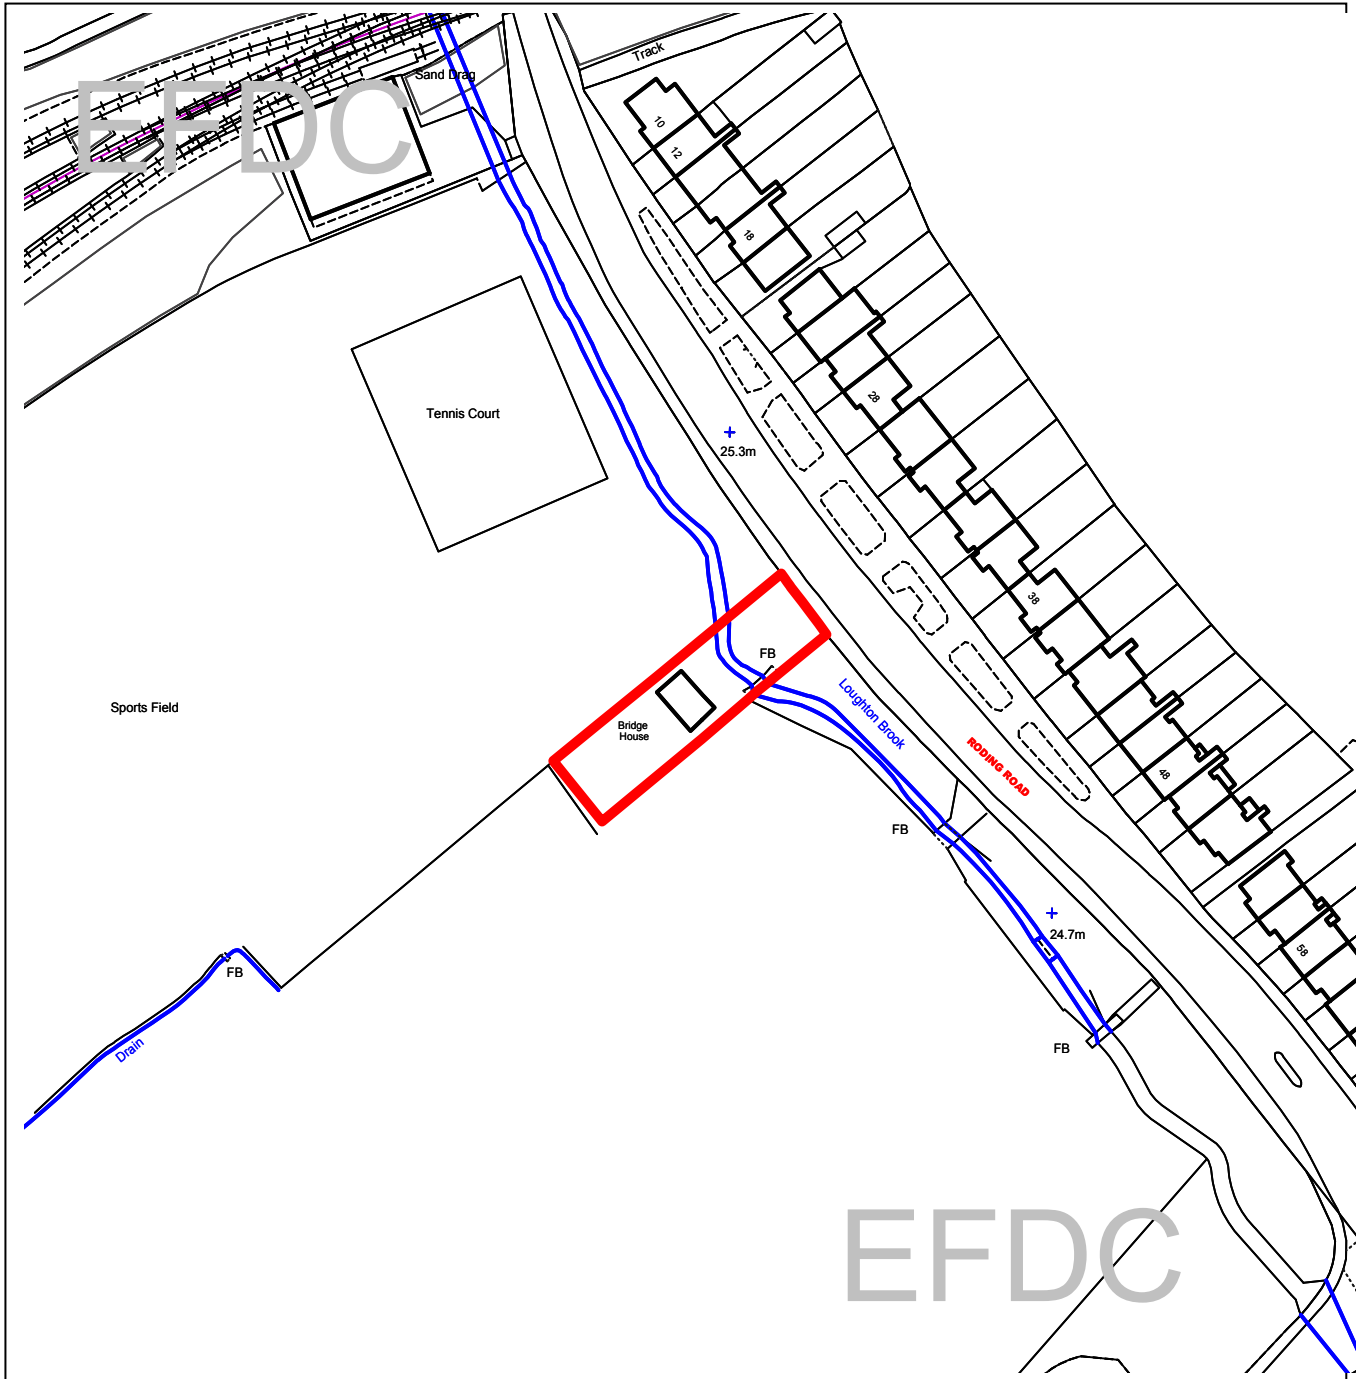 Track
Sand Drag
EFDC
10
12
18
28
Tennis Court
25.3m
38
FB
Loughton Brook
Sports Field
Bridge
House
RODING ROAD
48
FB
24.7m
58
FB
Drain
FB
EFDC